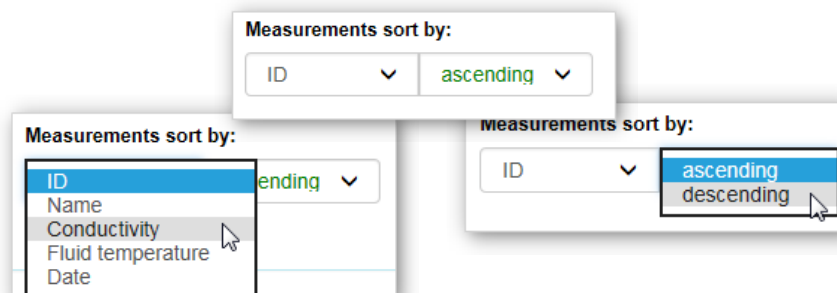 Measurements sort by:
ID ascending
Measurements sort by:
ending
ID
Name
Conductivity
Fluid temperature
Date
Measurements sort by:
ID
ascending
descending